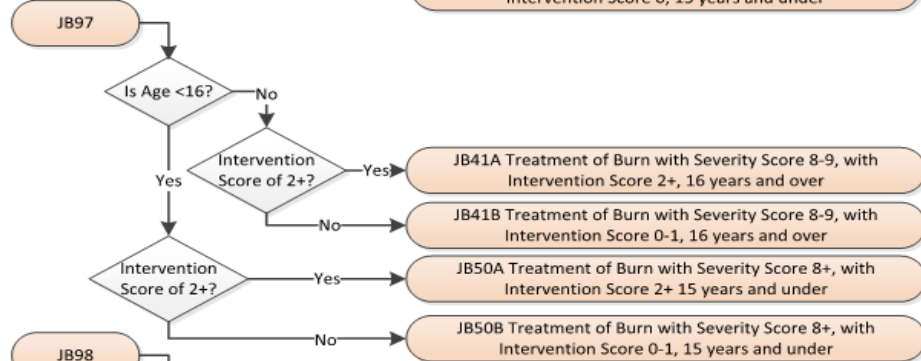 Intervention Score 0, 15 years and under
JB97
Is Age <16?
No
Intervention
Score of 2+?
Yes
JB41A Treatment of Burn with Severity Score 8-9, with
Intervention Score 2+, 16 years and over
Yes
No
JB41B Treatment of Burn with Severity Score 8-9, with
Intervention Score 0-1, 16 years and over
Intervention
Score of 2+?
Yes
JB50A Treatment of Burn with Severity Score 8+, with
Intervention Score 2+ 15 years and under
No
JB50B Treatment of Burn with Severity Score 8+, with
Intervention Score 0-1, 15 years and under
JB98